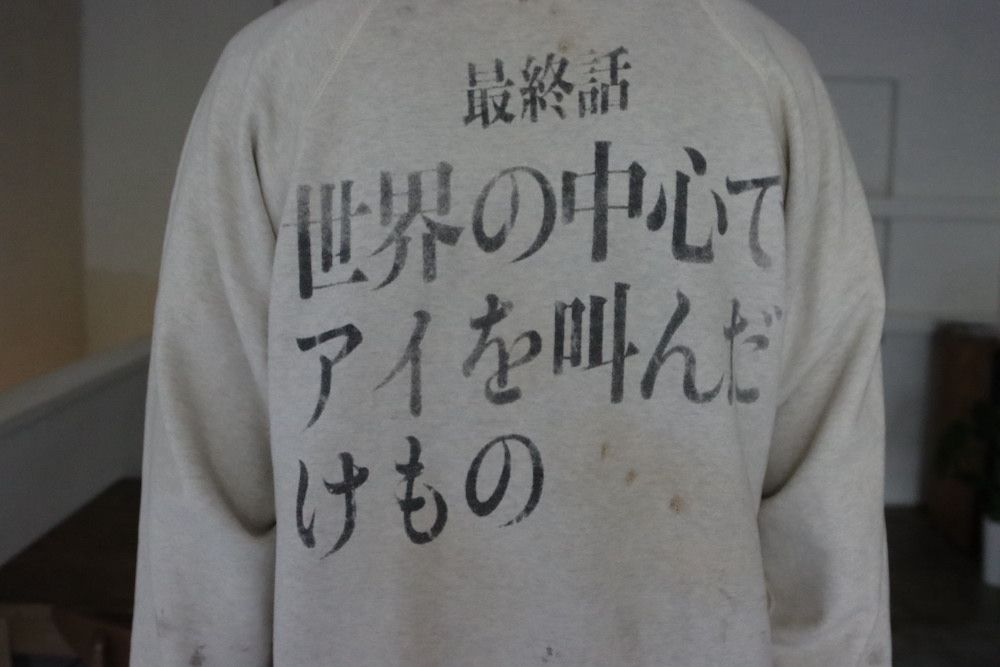 最終話
世界の中心で
アイを叫んだ
けもの